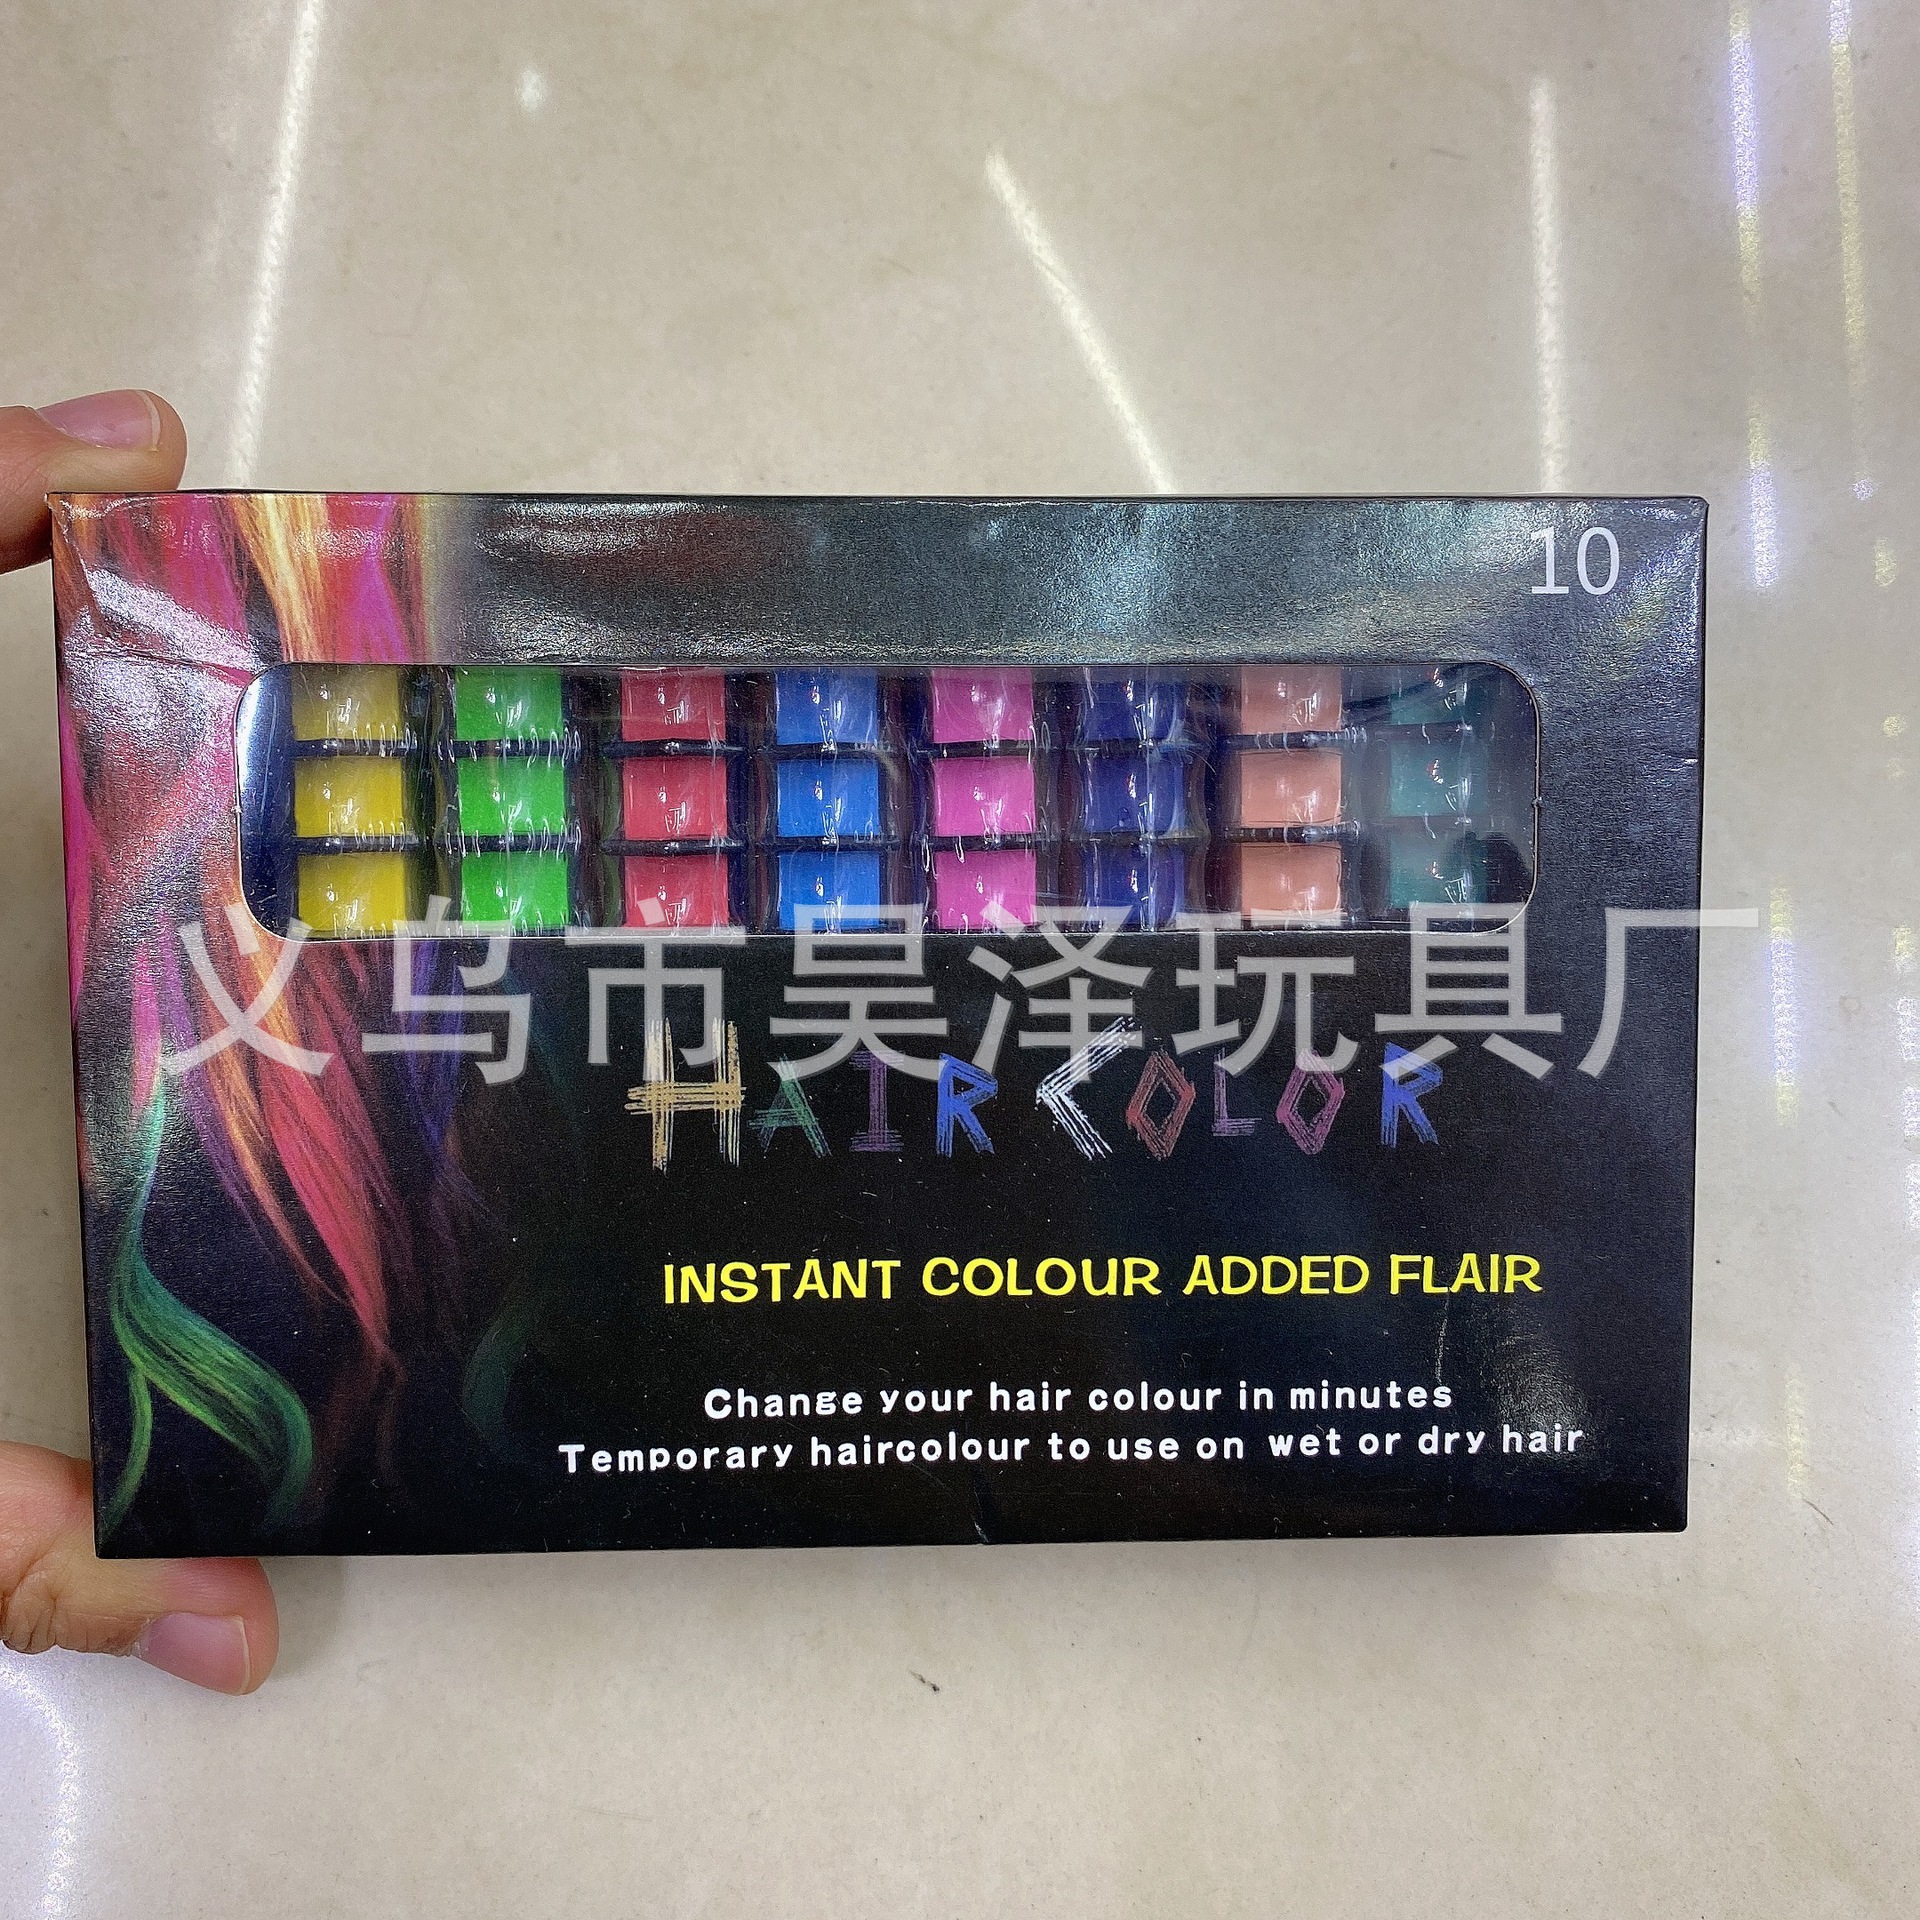 10
义乌市昊泽玩具厂
HAIR COLOR
INSTANT COLOUR ADDED FLAIR
Change your hair colour in minutes
Temporary haircolour to use on wet or dry hair